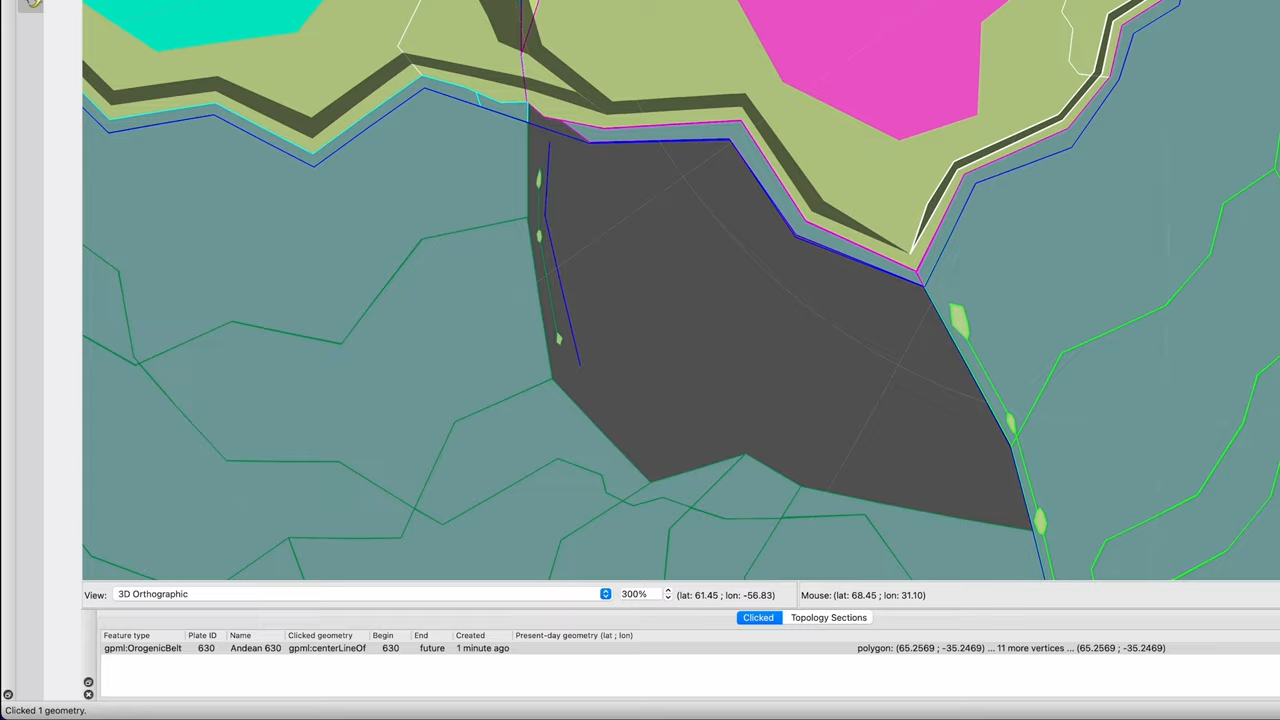 View: 3D Orthographic 300% (lat: 61.45 ; lon: -56.83) Mouse: (lat: 68.45 ; lon: 31.10)
Clicked Topology Sections
Feature type Plate ID Name Clicked geometry Begin End Created Present-day geometry (lat ; lon)
gpml:OrogenicBelt 630 Andean 630 gpml:centerLineOf 630 future 1 minute ago polygon: (65.2569 ; -35.2469) ... 11 more vertices ... (65.2569 ; -35.2469)
Clicked 1 geometry.